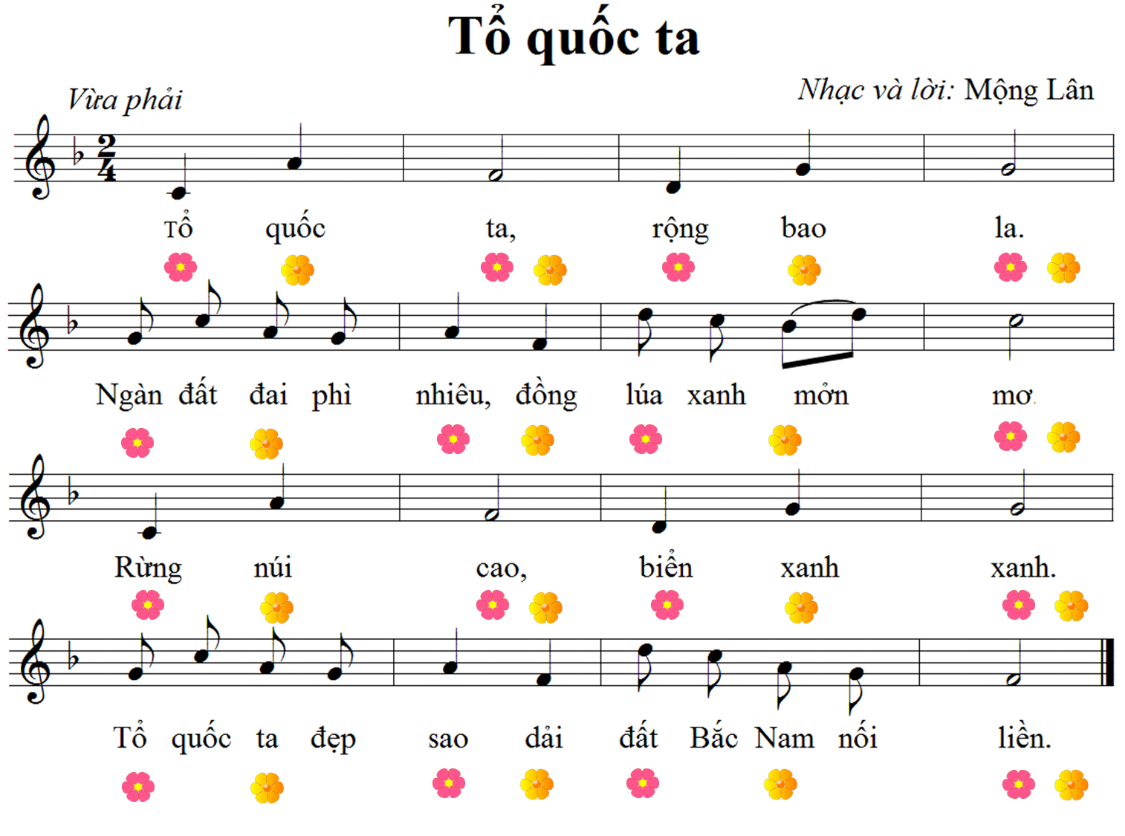 Tổ quốc ta
Vừa phải
Nhạc và lời: Mộng Lân
2
4
Tổ quốc ta, rộng bao la.
Ngàn đất đai phì nhiêu, đồng lúa xanh mởn mơ.
Rừng núi cao, biển xanh xanh.
Tổ quốc ta đẹp sao dải đất Bắc Nam nối liền.